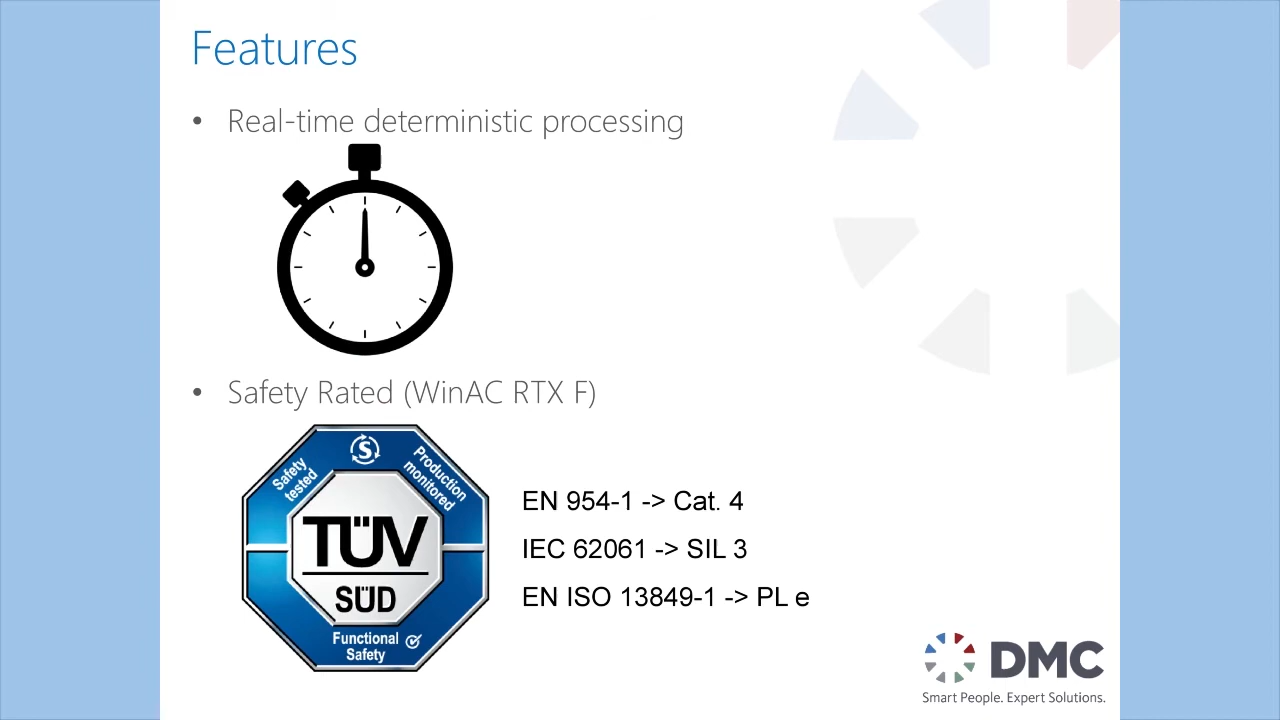 Features
• Real-time deterministic processing
• Safety Rated (WinAC RTX F)
Safety tested
S
Production monitored
TÜV
SÜD
Functional
Safety
EN 954-1 -> Cat. 4
IEC 62061 -> SIL 3
EN ISO 13849-1 -> PL e
DMC
Smart People. Expert Solutions.